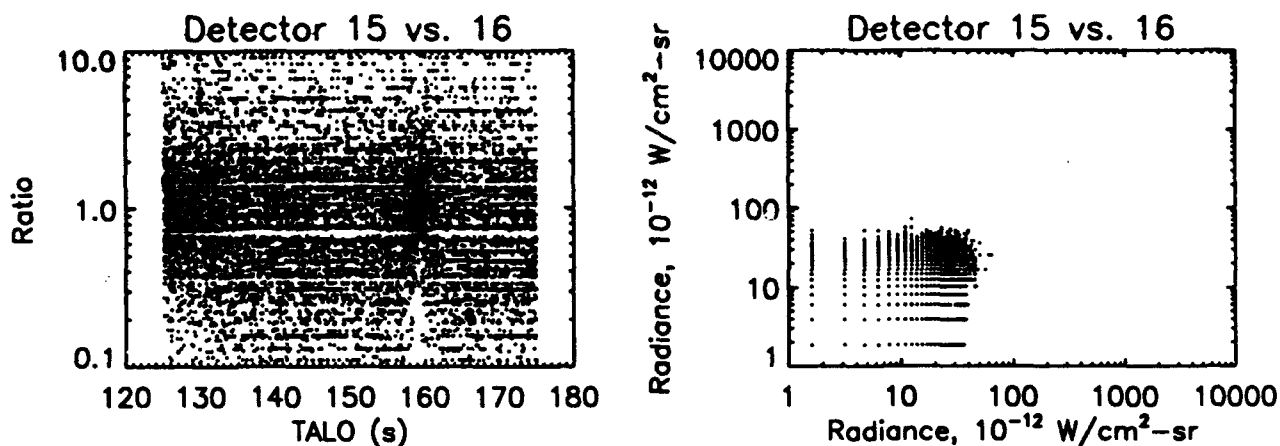 Detector 15 vs. 16
10.0
1.0
0.1
Ratio
120 130 140 150 160 170 180
TALO (s)
Detector 15 vs. 16
10000
1000
100
10
1
Radiance, 10⁻¹² W/cm²-sr
1 10 100 1000 10000
Radiance, 10⁻¹² W/cm²-sr